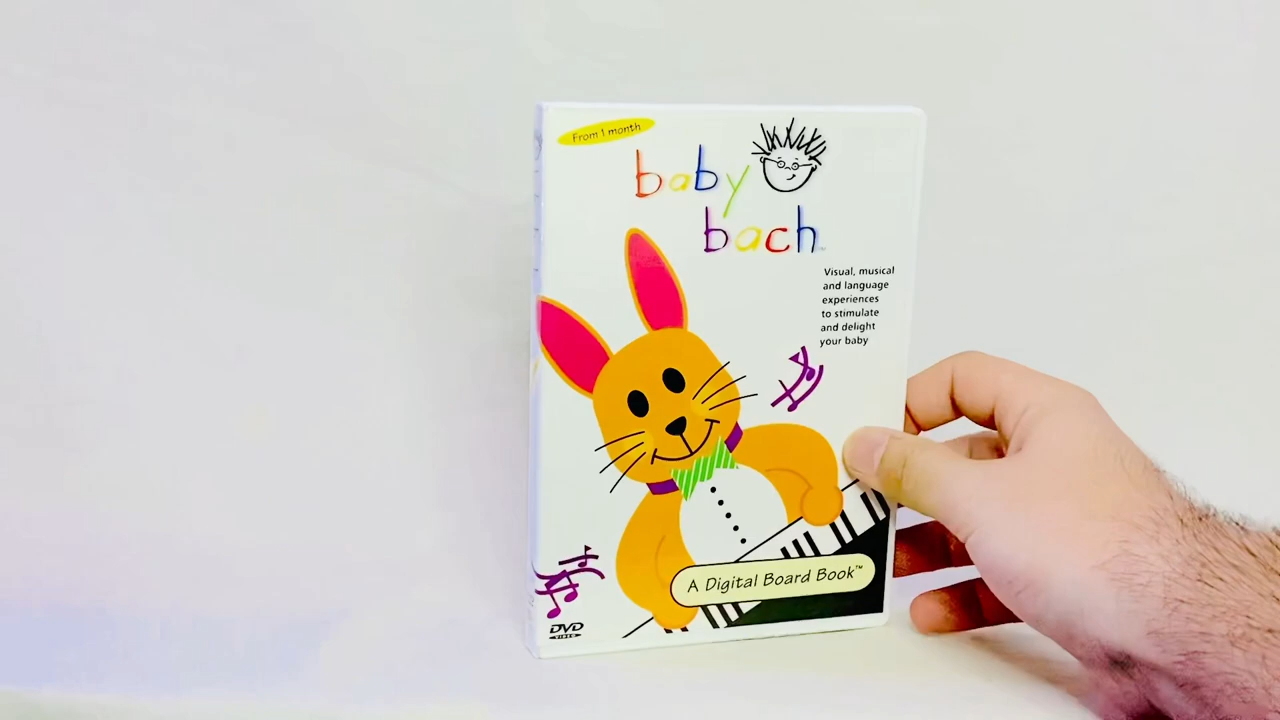 From 1 month
baby
bach™
Visual, musical
and language
experiences
to stimulate
and delight
your baby
A Digital Board Book™
DVD
VIDEO